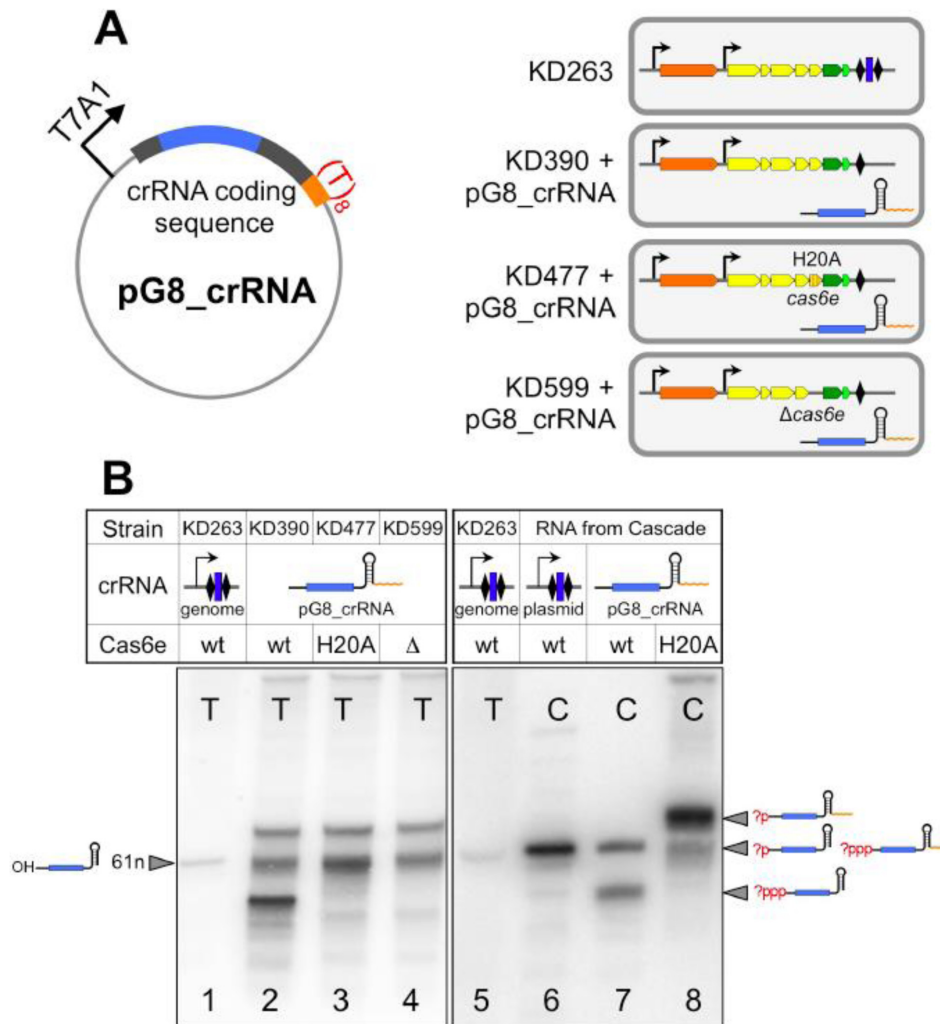 A
T7A1
(T)8
crRNA coding
sequence
pG8_crRNA
KD263
KD390 +
pG8_crRNA
KD477 +
pG8_crRNA
H20A
cas6e
KD599 +
pG8_crRNA
Δcas6e
B
Strain KD263 KD390 KD477 KD599 KD263 RNA from Cascade
crRNA genome pG8_crRNA genome plasmid pG8_crRNA
Cas6e wt wt H20A Δ wt wt wt H20A
T T T T T C C C
?p
OH 61n ?p ?ppp
?ppp
1 2 3 4 5 6 7 8